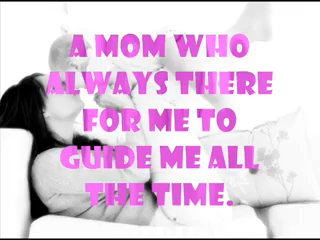 A MOM WHO
ALWAYS THERE
FOR ME TO
GUIDE ME ALL
THE TIME.